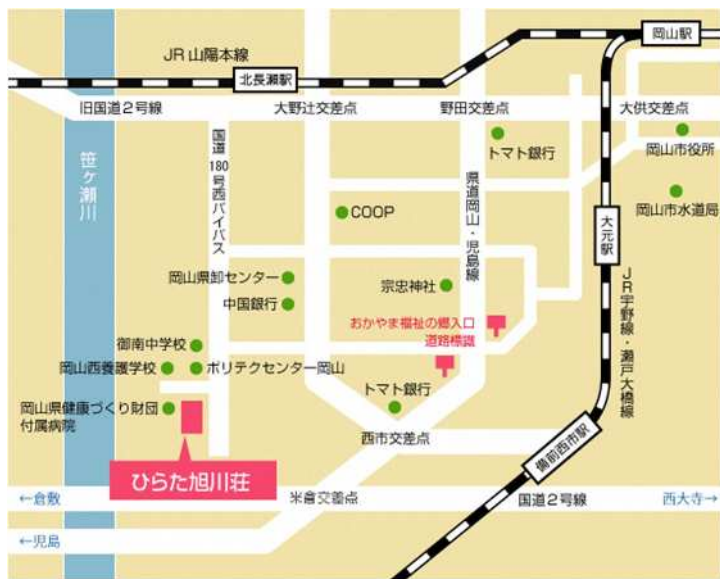 岡山駅
JR山陽本線
北長瀬駅
旧国道2号線
大野辻交差点
野田交差点
大供交差点
笹ヶ瀬川
国道180号西バイパス
トマト銀行
岡山市役所
県道岡山・児島線
COOP
岡山市水道局
大元駅
岡山県卸センター
宗忠神社
中国銀行
JR宇野線・瀬戸大橋線
おかやま福祉の郷入口
道路標識
御南中学校
岡山西養護学校
ポリテクセンター岡山
トマト銀行
岡山県健康づくり財団
付属病院
西市交差点
備前西市駅
ひらた旭川荘
←倉敷
米倉交差点
国道2号線
西大寺→
←児島